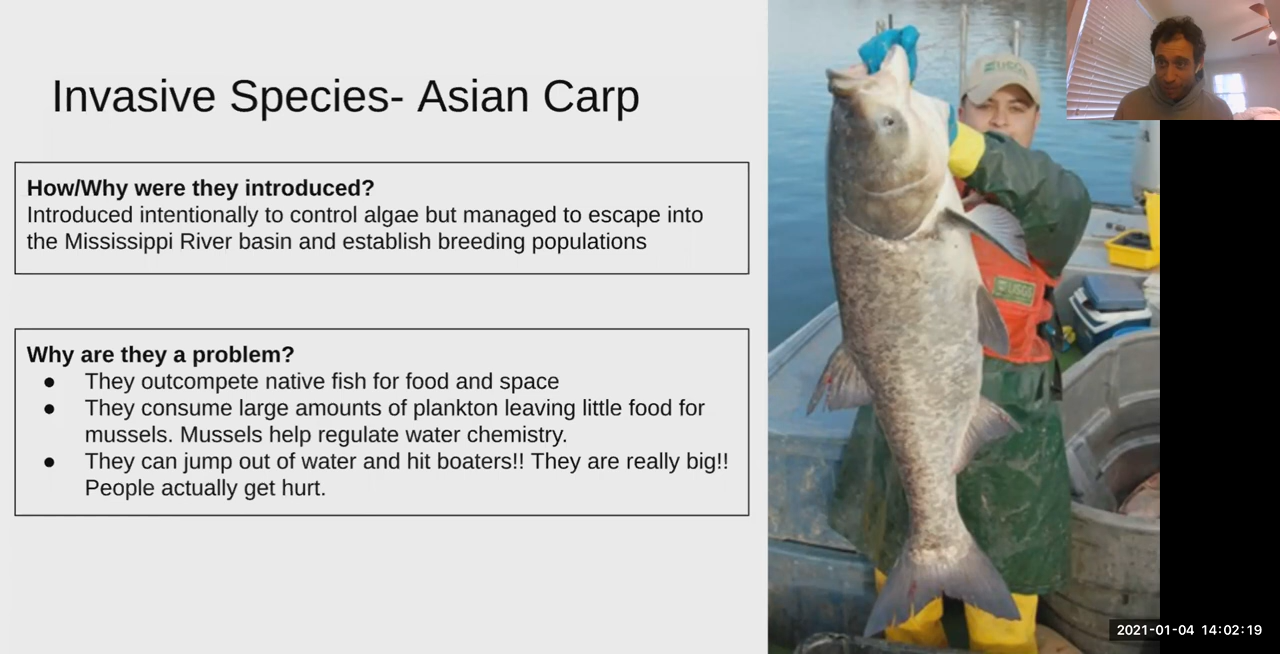 Invasive Species- Asian Carp
How/Why were they introduced?
Introduced intentionally to control algae but managed to escape into
the Mississippi River basin and establish breeding populations
Why are they a problem?
● They outcompete native fish for food and space
● They consume large amounts of plankton leaving little food for
mussels. Mussels help regulate water chemistry.
● They can jump out of water and hit boaters!! They are really big!!
People actually get hurt.
USGS
USGS
2021-01-04 14:02:19